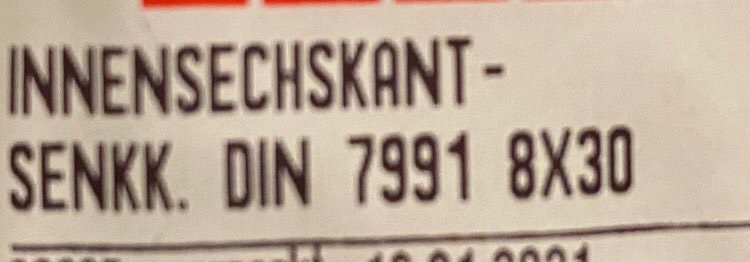 INNENSECHSKANT-
SENKK. DIN 7991 8X30